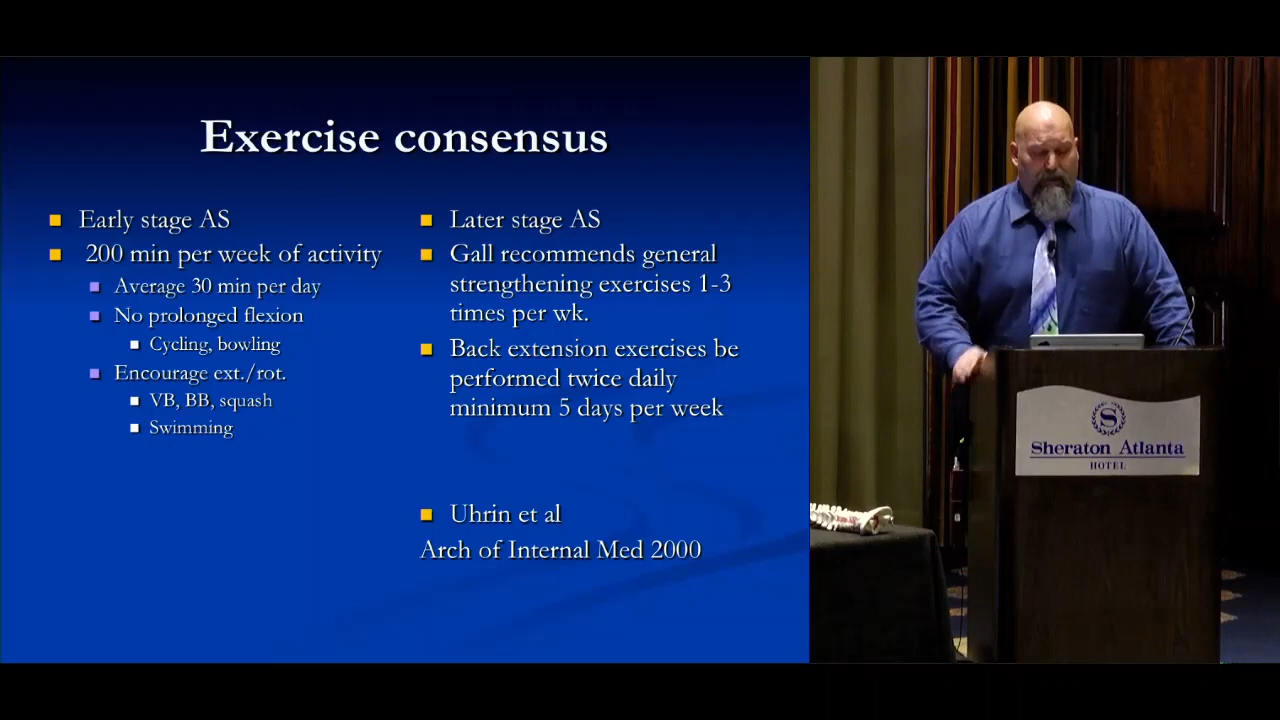 Exercise consensus
Early stage AS
200 min per week of activity
Average 30 min per day
No prolonged flexion
Cycling, bowling
Encourage ext./rot.
VB, BB, squash
Swimming
Later stage AS
Gall recommends general
strengthening exercises 1-3
times per wk.
Back extension exercises be
performed twice daily
minimum 5 days per week
Uhrin et al
Arch of Internal Med 2000
S
Sheraton Atlanta
HOTEL